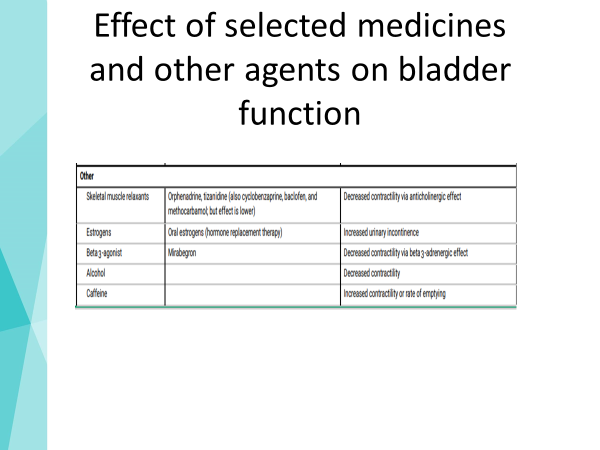 Effect of selected medicines
and other agents on bladder
function
Other
Skeletal muscle relaxants
Orphenadrine, tizanidine (also cyclobenzaprine, baclofen, and
methocarbamol; but effect is lower)
Decreased contractility via anticholinergic effect
Estrogens
Oral estrogens (hormone replacement therapy)
Increased urinary incontinence
Beta 3-agonist
Mirabegron
Decreased contractility via beta 3-adrenergic effect
Alcohol
Decreased contractility
Caffeine
Increased contractility or rate of emptying